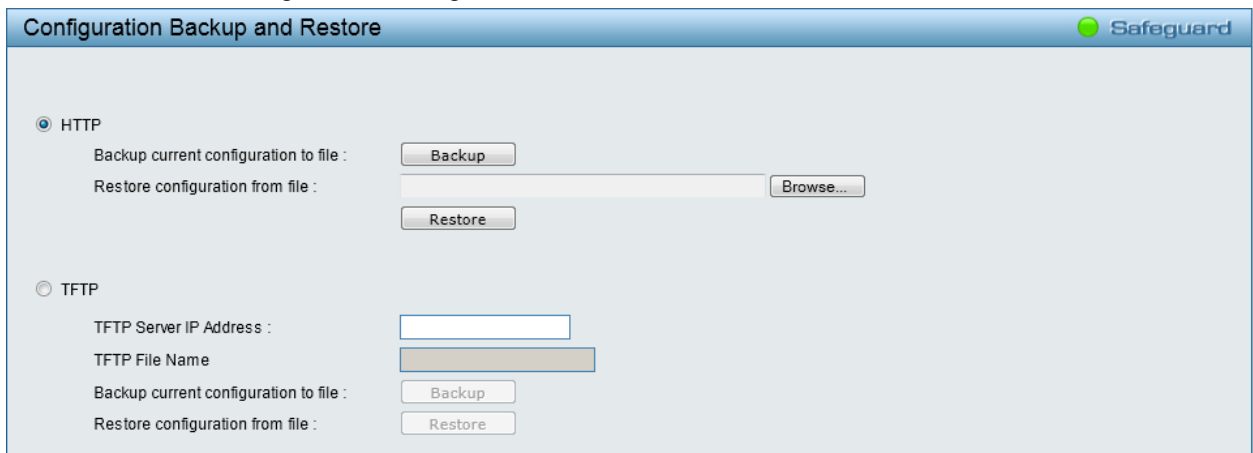 Configuration Backup and Restore
Safeguard
HTTP
Backup current configuration to file : Backup
Restore configuration from file : Browse...
Restore
TFTP
TFTP Server IP Address :
TFTP File Name
Backup current configuration to file : Backup
Restore configuration from file : Restore